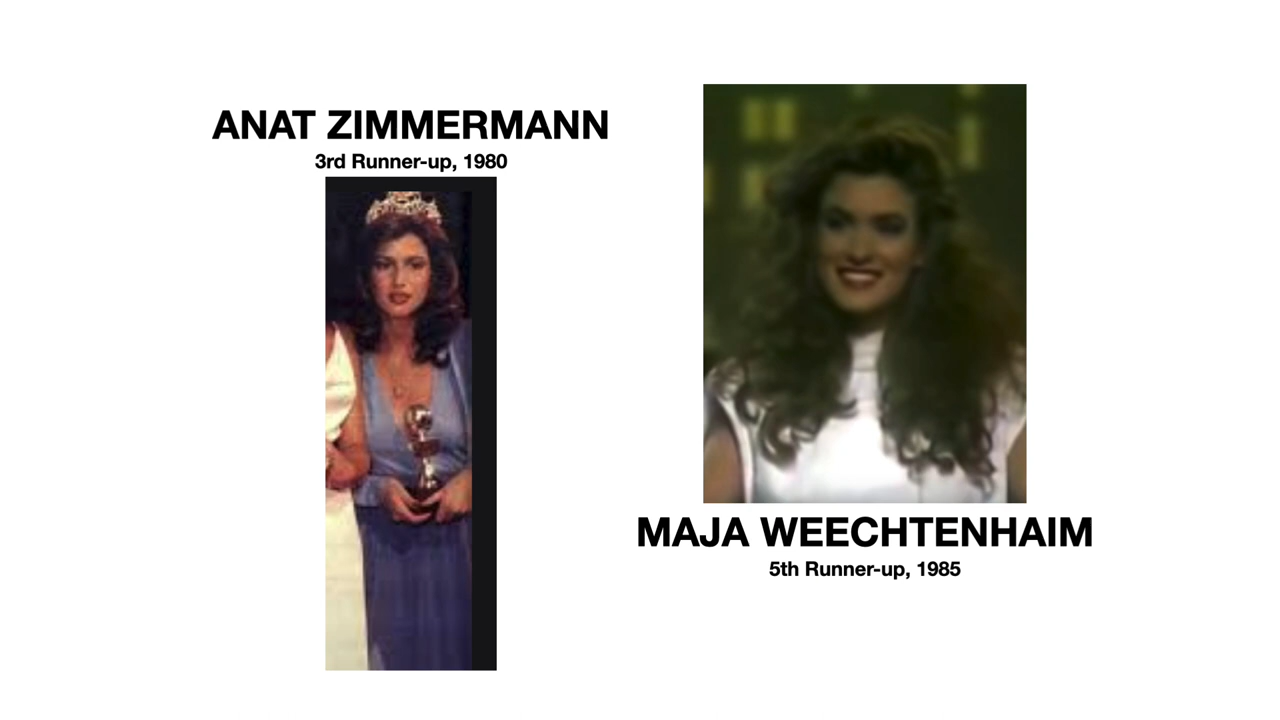 ANAT ZIMMERMANN
3rd Runner-up, 1980
MAJA WEECHTENHAIM
5th Runner-up, 1985